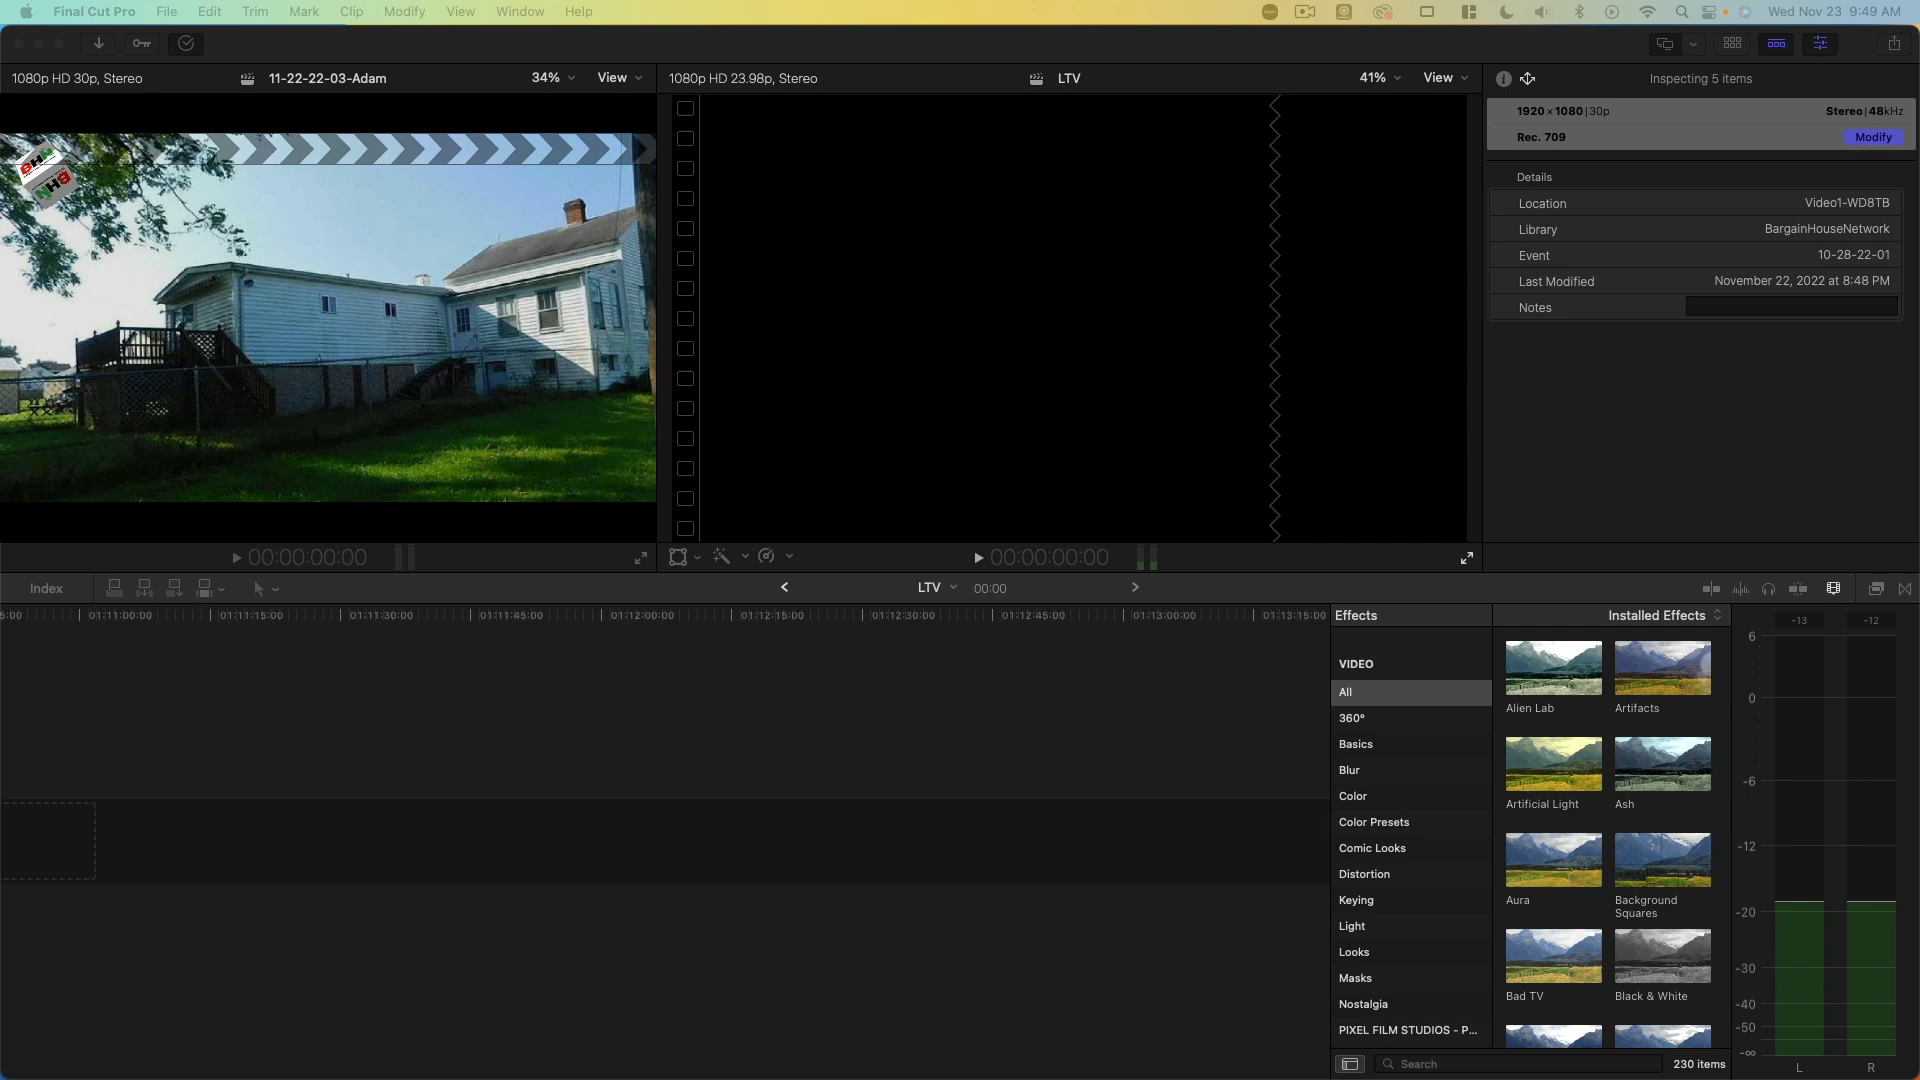 Final Cut Pro File Edit Trim Mark Clip Modify View Window Help Wed Nov 23 9:49 AM
1080p HD 30p, Stereo 11-22-22-03-Adam 34% View 1080p HD 23.98p, Stereo LTV 41% View Inspecting 5 items
1920 × 1080 | 30p Stereo | 48kHz
Rec. 709 Modify
Details
Location Video1-WD8TB
Library BargainHouseNetwork
Event 10-28-22-01
Last Modified November 22, 2022 at 8:48 PM
Notes
00:00:00:00 00:00:00:00
Index LTV 00:00
5:00 01:11:00:00 01:11:15:00 01:11:30:00 01:11:45:00 01:12:00:00 01:12:15:00 01:12:30:00 01:12:45:00 01:13:00:00 01:13:15:00
Effects Installed Effects
VIDEO
All
360°
Basics
Blur
Color
Color Presets
Comic Looks
Distortion
Keying
Light
Looks
Masks
Nostalgia
PIXEL FILM STUDIOS - P...
Alien Lab Artifacts
Artificial Light Ash
Aura Background Squares
Bad TV Black & White
Search 230 items
-13 -12
6
0
-6
-12
-20
-30
-40
-50
-∞
L R